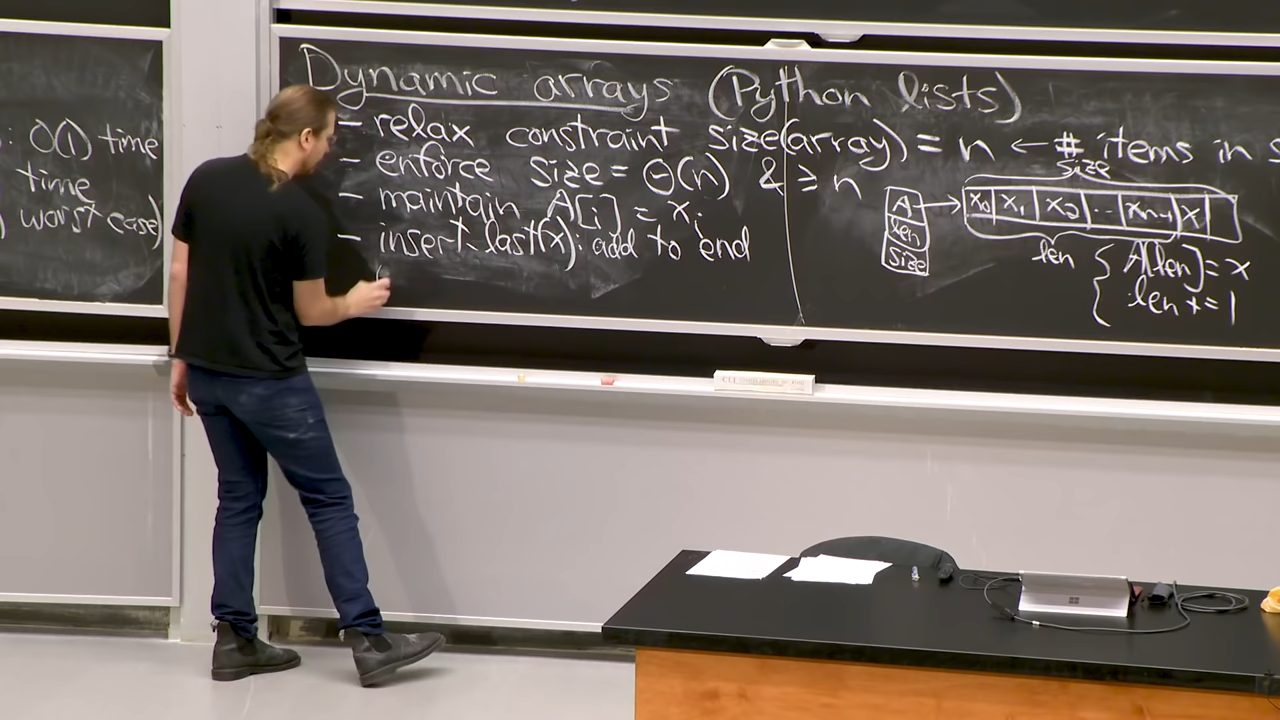 : O(1) time
time
) worst case)
Dynamic arrays (Python lists)
- relax constraint size(array) = n ← # items in s
- enforce size = Θ(n) & ≥ n
- maintain A[i] = xi
- insert_last(x): add to end
size
A
len
size
x0 x1 x2 ... xn-1 x
len
{ A[len] = x
len += 1